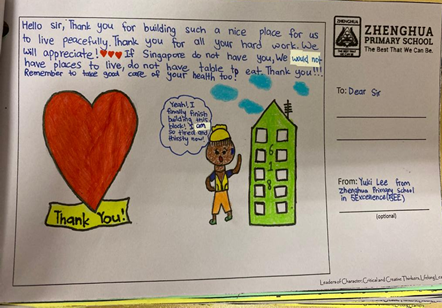 Hello sir, Thank you for building such a nice place for us
to live peacefully. Thank you for all your hard work. We
will appreciate! If Singapore do not have you, We would not
have places to live, do not have table to eat. Thank you!!!
Remember to take good care of your health too!
Yeah! I
finally finish
building this
block! I am
so tired and
thirsty now!
618
Thank You!
ZHENGHUA
ZHENGHUA
PRIMARY SCHOOL
The Best That We Can Be.
To: Dear Sir
From: Yuki Lee from
Zhenghua Primary School
in 5Excellence(5EE)
(optional)
Leaders of Character, Critical and Creative Thinkers, Lifelong